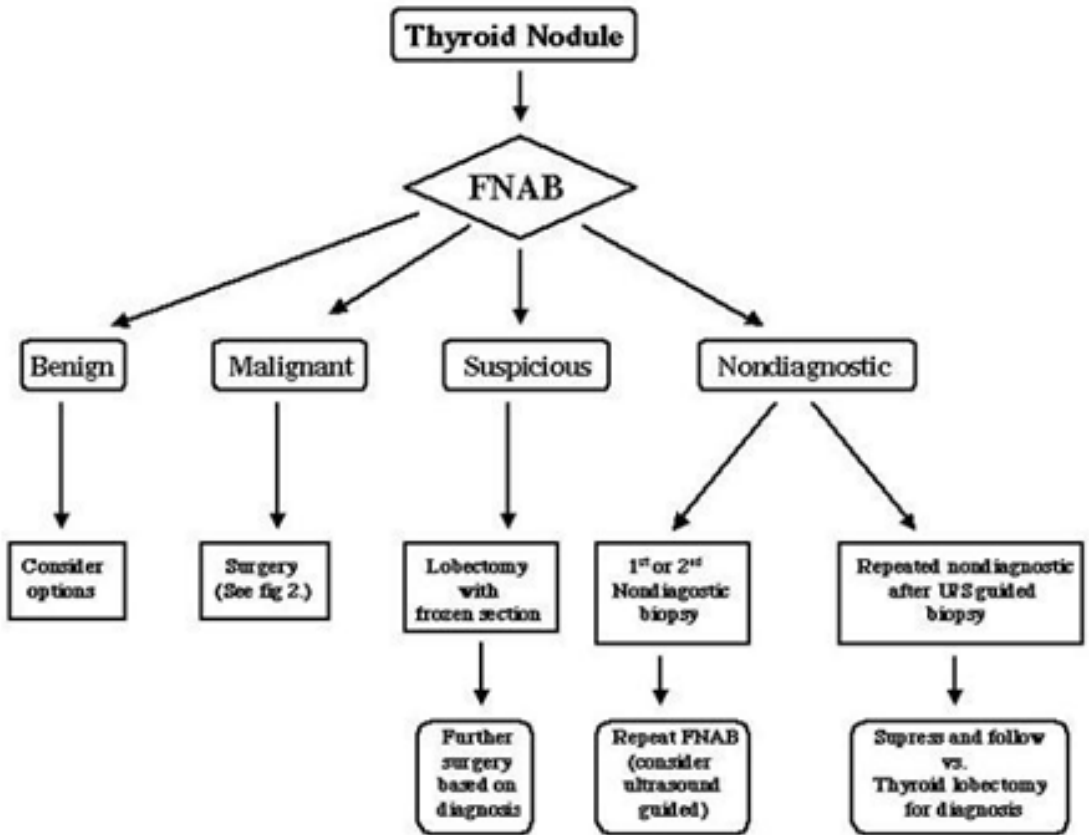 Thyroid Nodule
FNAB
Benign
Malignant
Suspicious
Nondiagnostic
Consider
options
Surgery
(See fig 2.)
Lobectomy
with
frozen section
1st or 2nd
Nondiagostic
biopsy
Repeated nondiagnostic
after U/S guided
biopsy
Further
surgery
based on
diagnosis
Repeat FNAB
(consider
ultrasound
guided)
Supress and follow
vs.
Thyroid lobectomy
for diagnosis